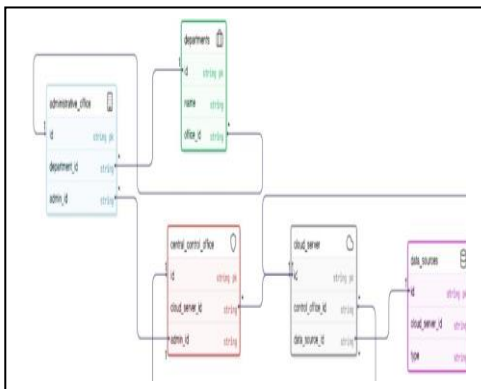 departments
id string pk
name string
office_id string
administrative_office
id string pk
department_id string
admin_id string
central_control_office
id string pk
cloud_server_id string
admin_id string
cloud_server
id string pk
control_office_id string
data_source_id string
data_sources
id string pk
cloud_server_id string
type string